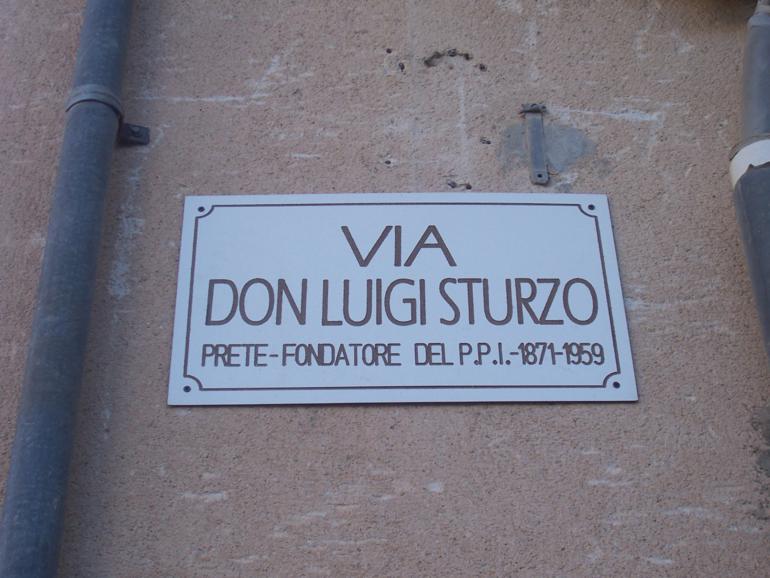 VIA
DON LUIGI STURZO
PRETE-FONDATORE DEL P.P.I.-1871-1959